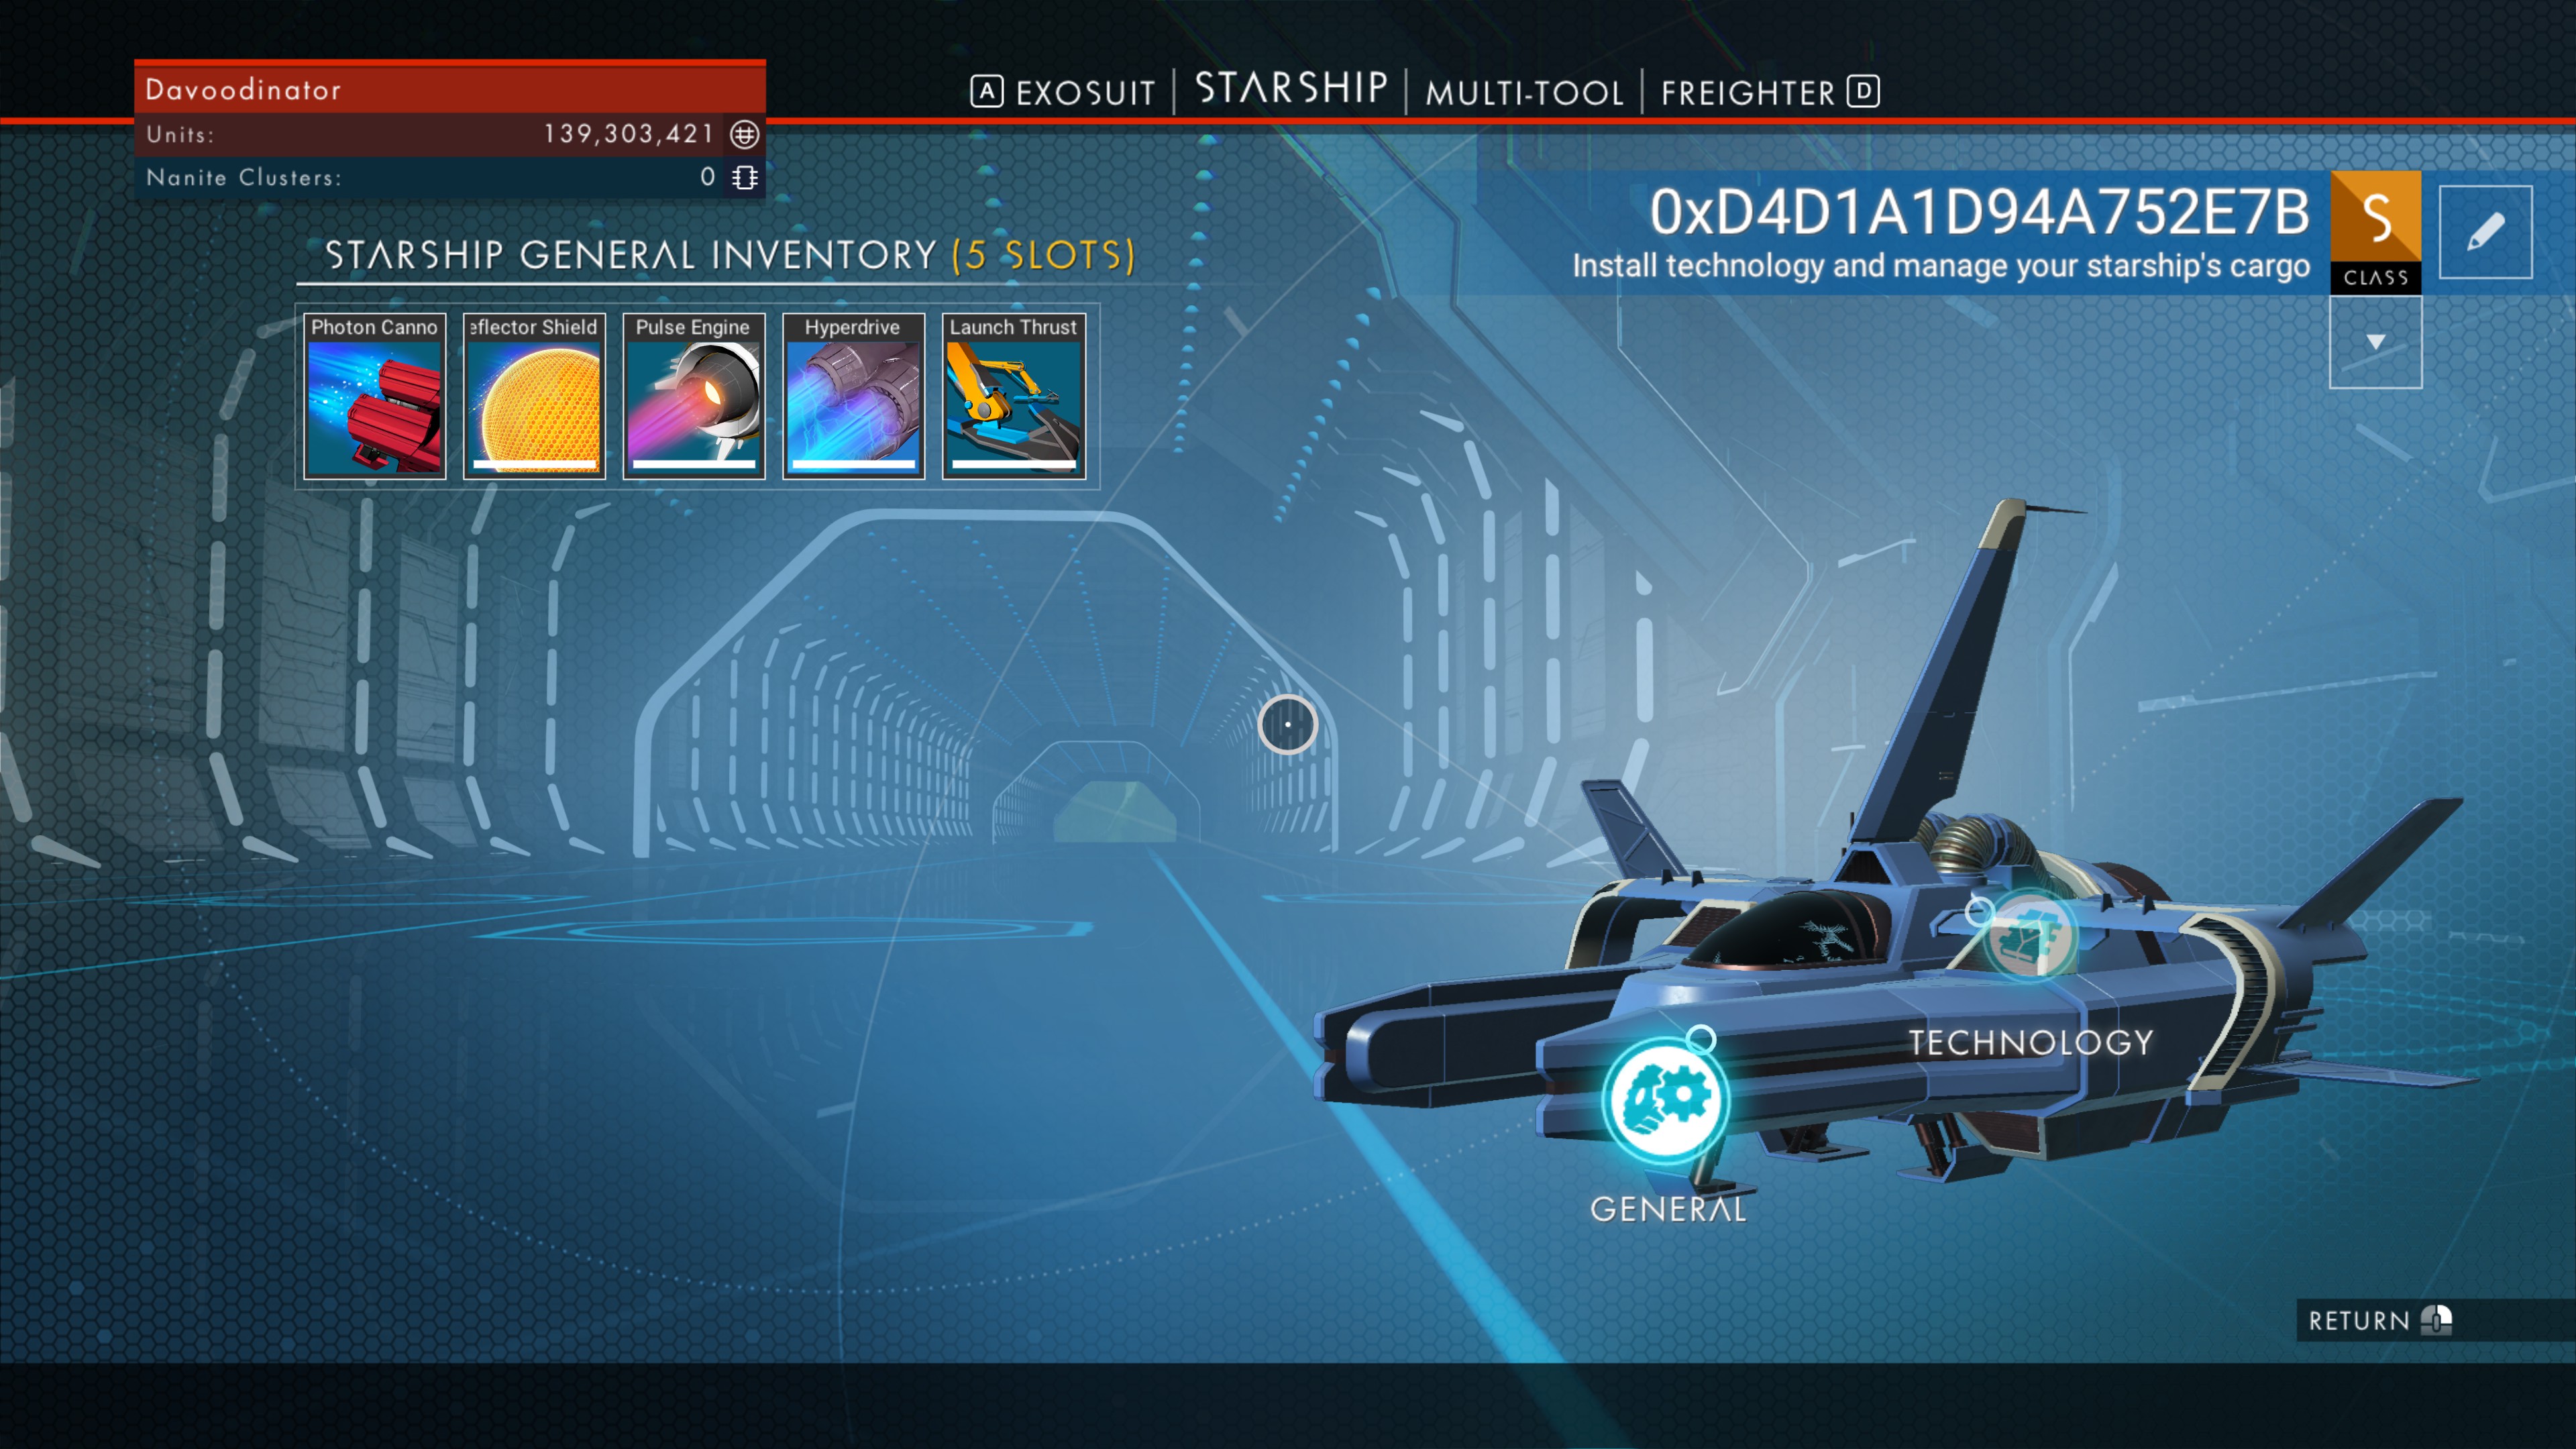 Davoodinator
Units: 139,303,421
Nanite Clusters: 0
A EXOSUIT STARSHIP MULTI-TOOL FREIGHTER D
0xD4D1A1D94A752E7B
Install technology and manage your starship's cargo
S
CLASS
STARSHIP GENERAL INVENTORY (5 SLOTS)
Photon Canno eflector Shield Pulse Engine Hyperdrive Launch Thrust
TECHNOLOGY
GENERAL
RETURN